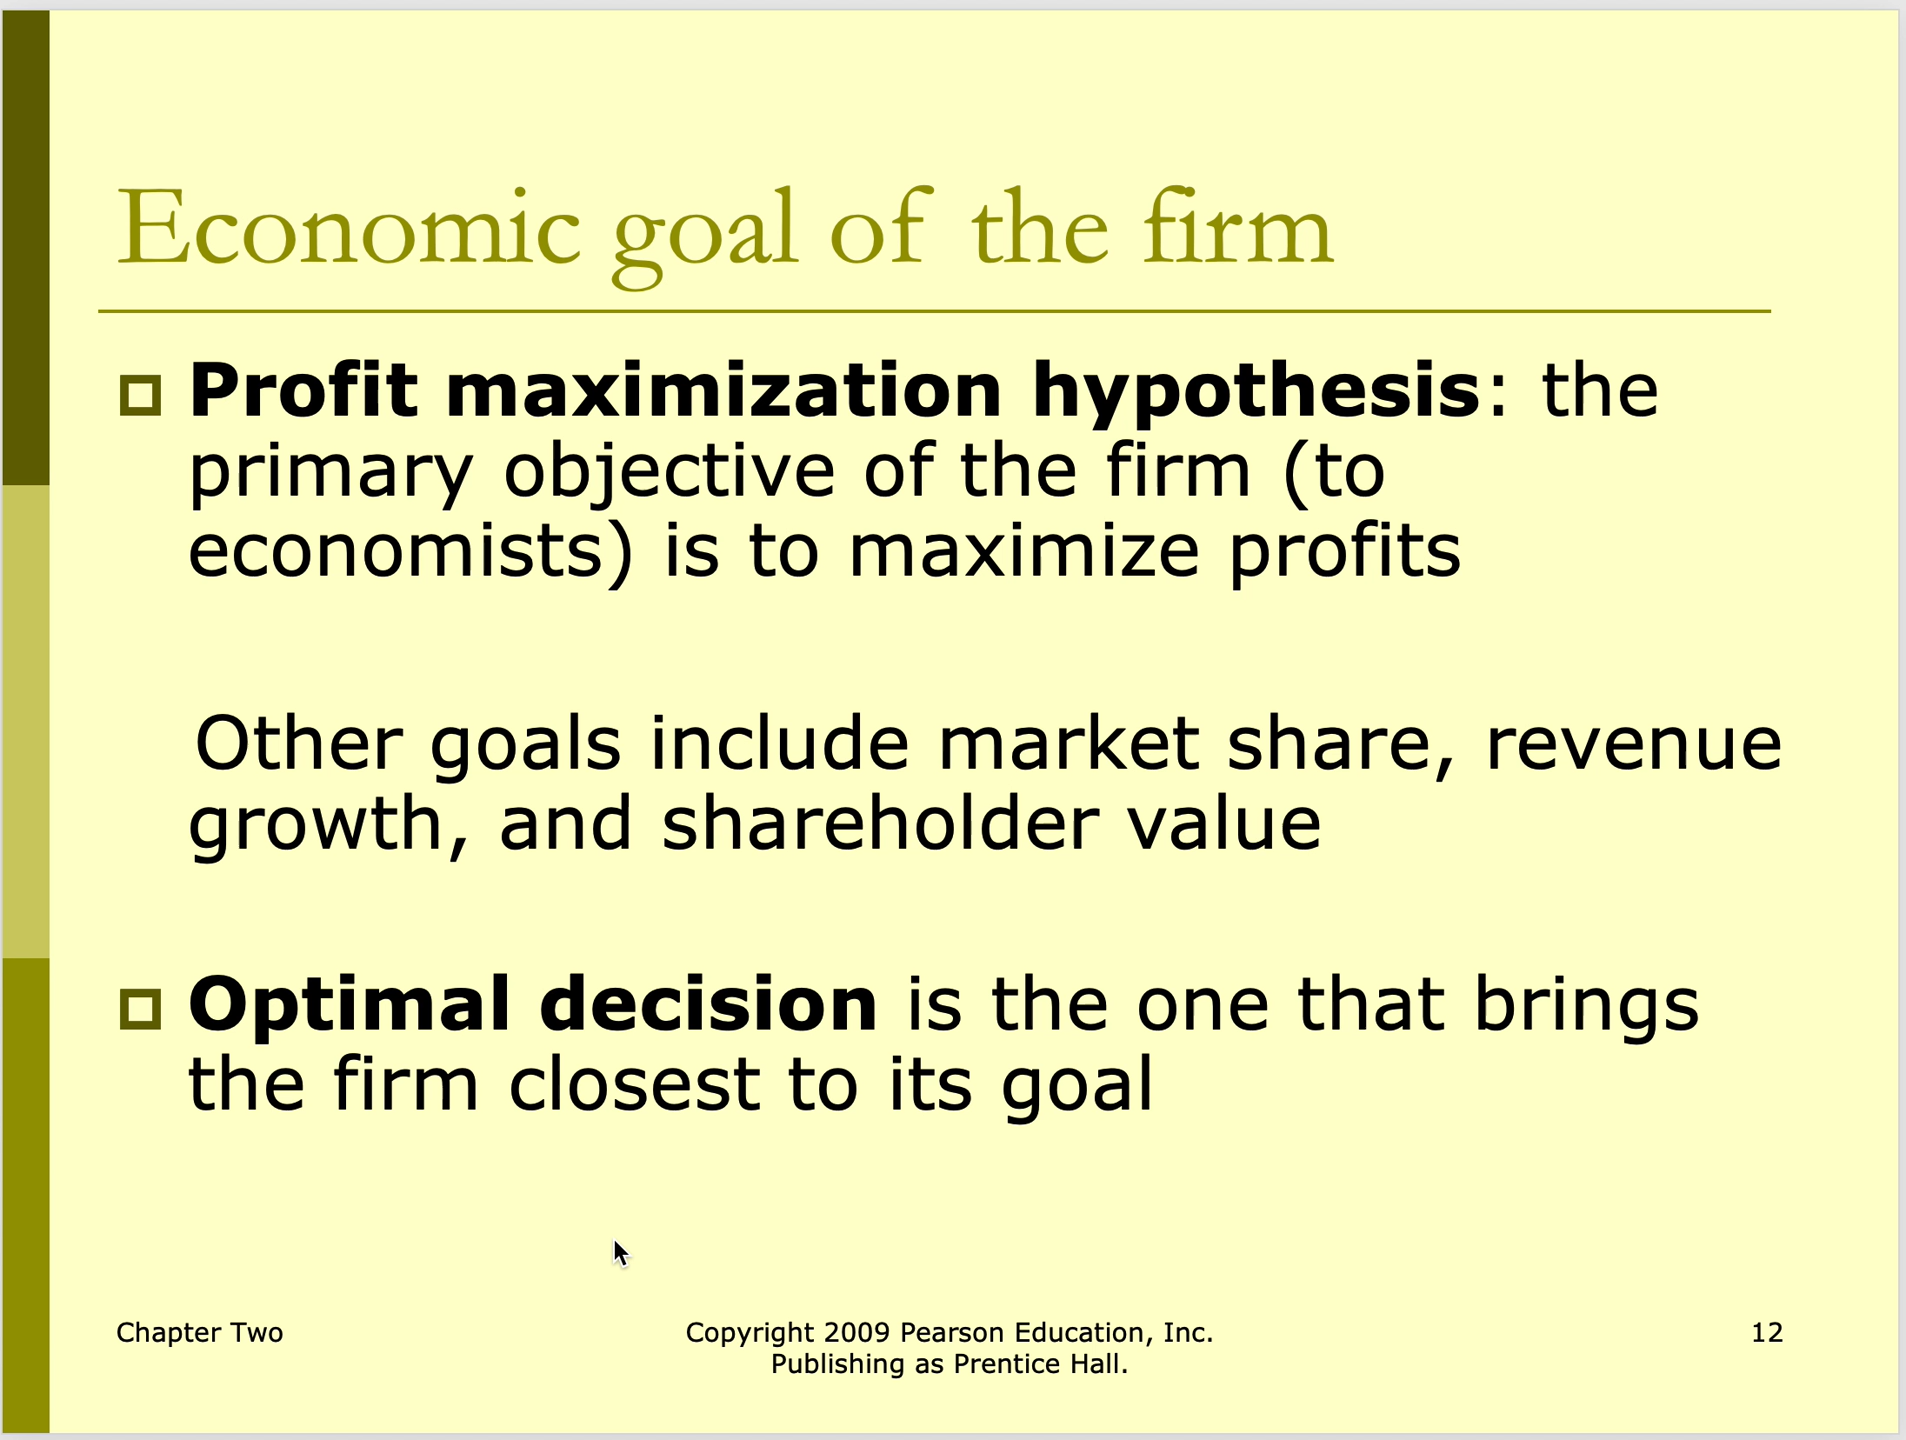 Economic goal of the firm
Profit maximization hypothesis: the
primary objective of the firm (to
economists) is to maximize profits
Other goals include market share, revenue
growth, and shareholder value
Optimal decision is the one that brings
the firm closest to its goal
Chapter Two
Copyright 2009 Pearson Education, Inc.
Publishing as Prentice Hall.
12